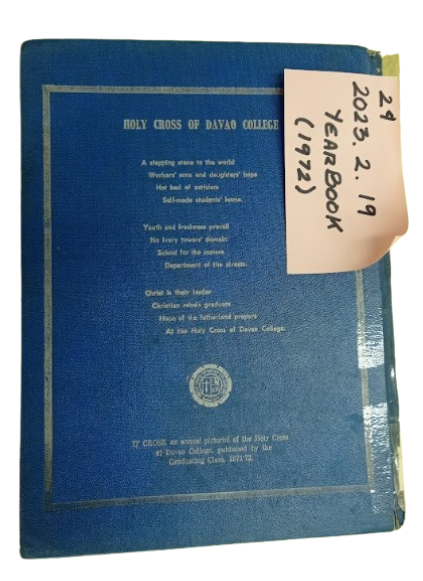 HOLY CROSS OF DAVAO COLLEGE
A stepping stone to the world
Workers' sons and daughters' hope
Hot bed of activism
Self-made students' home.
Youth and freshness prevail
No Ivory towers' domain
School for the masses
Department of the streets.
Christ is their leader
Christian rebels graduate
Hope of the fatherland prepare
At the Holy Cross of Davao College.
CROSS an annual pictorial of the Holy Cross
of Davao College, published by the
Graduating Class, 1971-72.
2023. 2. 19
YEARBOOK
(1972)